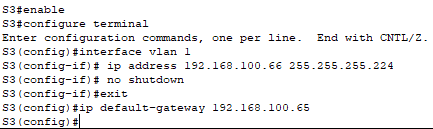 S3#enable
S3#configure terminal
Enter configuration commands, one per line.  End with CNTL/Z.
S3(config)#interface vlan 1
S3(config-if)# ip address 192.168.100.66 255.255.255.224
S3(config-if)# no shutdown
S3(config-if)#exit
S3(config)#ip default-gateway 192.168.100.65
S3(config)#